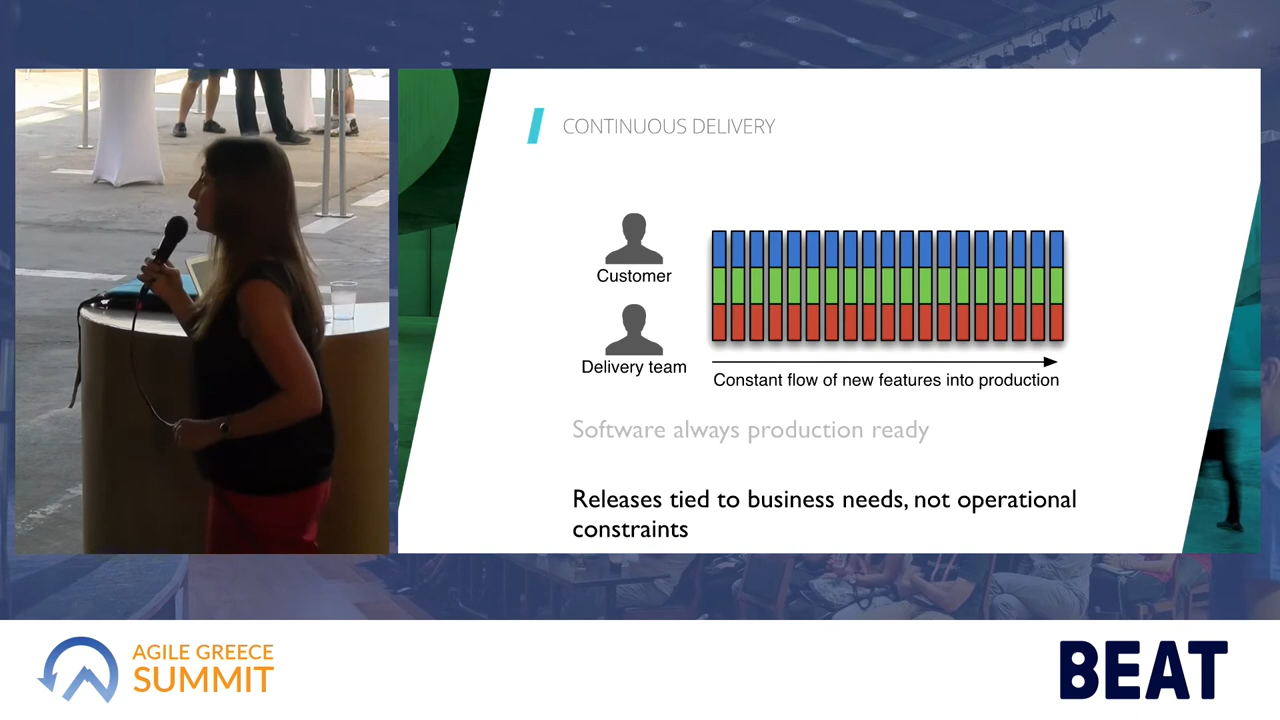 CONTINUOUS DELIVERY
Customer
Delivery team
Constant flow of new features into production
Software always production ready
Releases tied to business needs, not operational
constraints
AGILE GREECE
SUMMIT
BEAT